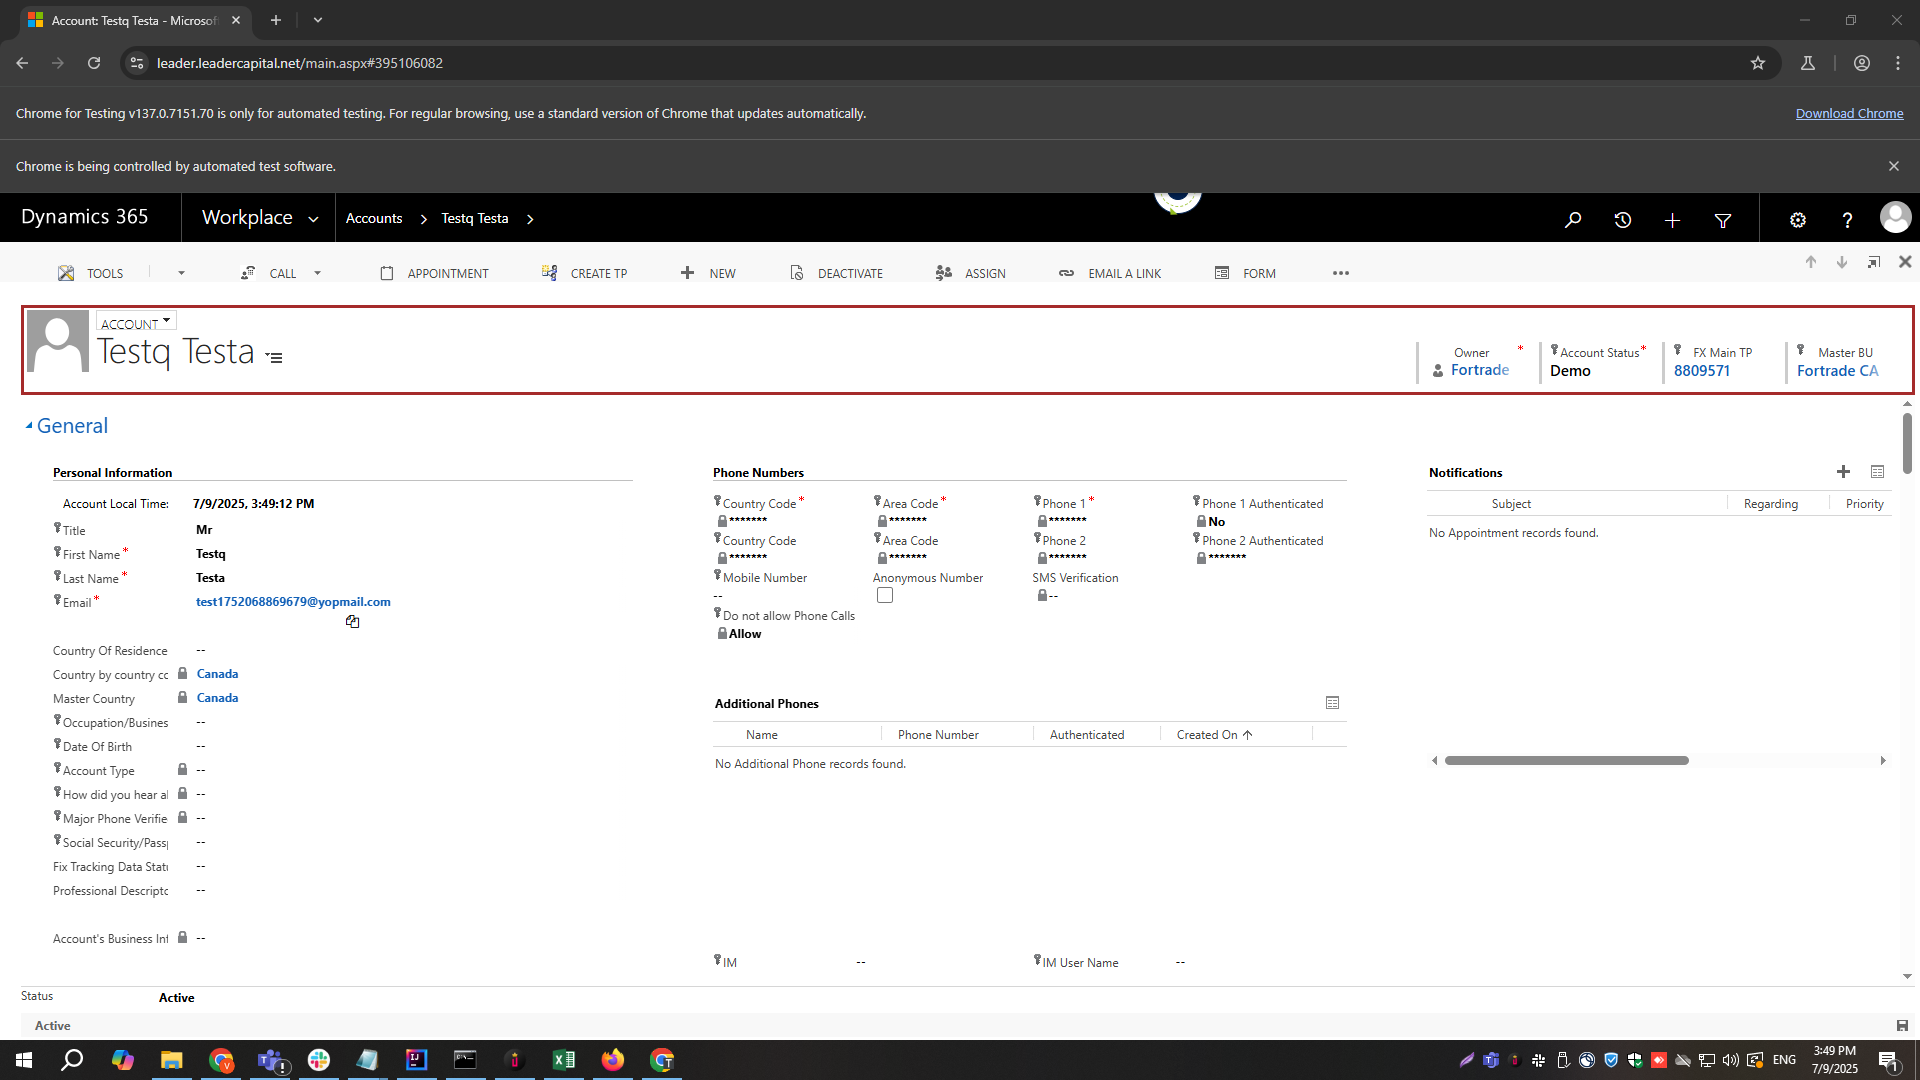 Account: Testq Testa - Microsof
leader.leadercapital.net/main.aspx#395106082
Chrome for Testing v137.0.7151.70 is only for automated testing. For regular browsing, use a standard version of Chrome that updates automatically.
Download Chrome
Chrome is being controlled by automated test software.
Dynamics 365
Workplace
Accounts
Testq Testa
TOOLS
CALL
APPOINTMENT
CREATE TP
NEW
DEACTIVATE
ASSIGN
EMAIL A LINK
FORM
ACCOUNT
Testq Testa
Owner *
Fortrade
Account Status *
Demo
FX Main TP
8809571
Master BU
Fortrade CA
General
Personal Information
Account Local Time:
7/9/2025, 3:49:12 PM
Title
Mr
First Name *
Testq
Last Name *
Testa
Email *
test1752068869679@yopmail.com
Country Of Residence
--
Country by country cc
Canada
Master Country
Canada
Occupation/Busines
--
Date Of Birth
--
Account Type
--
How did you hear a
--
Major Phone Verifie
--
Social Security/Pass
--
Fix Tracking Data Stat
--
Professional Descript
--
Account's Business In
--
Phone Numbers
Country Code *
*******
Area Code *
*******
Phone 1 *
*******
Phone 1 Authenticated
No
Country Code
*******
Area Code
*******
Phone 2
*******
Phone 2 Authenticated
*******
Mobile Number
--
Anonymous Number
SMS Verification
--
Do not allow Phone Calls
Allow
Additional Phones
Name
Phone Number
Authenticated
Created On
No Additional Phone records found.
IM
--
IM User Name
--
Notifications
Subject
Regarding
Priority
No Appointment records found.
Status
Active
Active
ENG
3:49 PM
7/9/2025
1